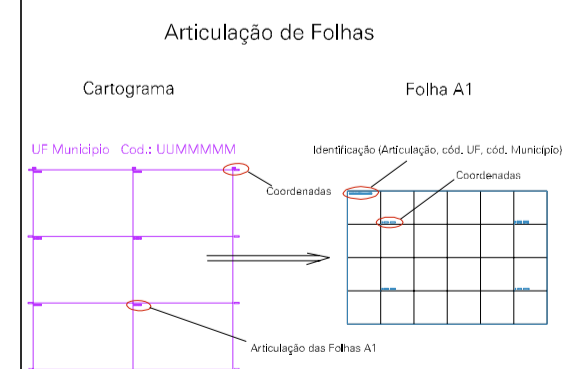 Articulação de Folhas
Cartograma
Folha A1
UF Municipio Cod.: UUMMMMM
Identificação (Articulação, cód. UF, cód. Município)
Coordenadas
Coordenadas
Articulação das Folhas A1